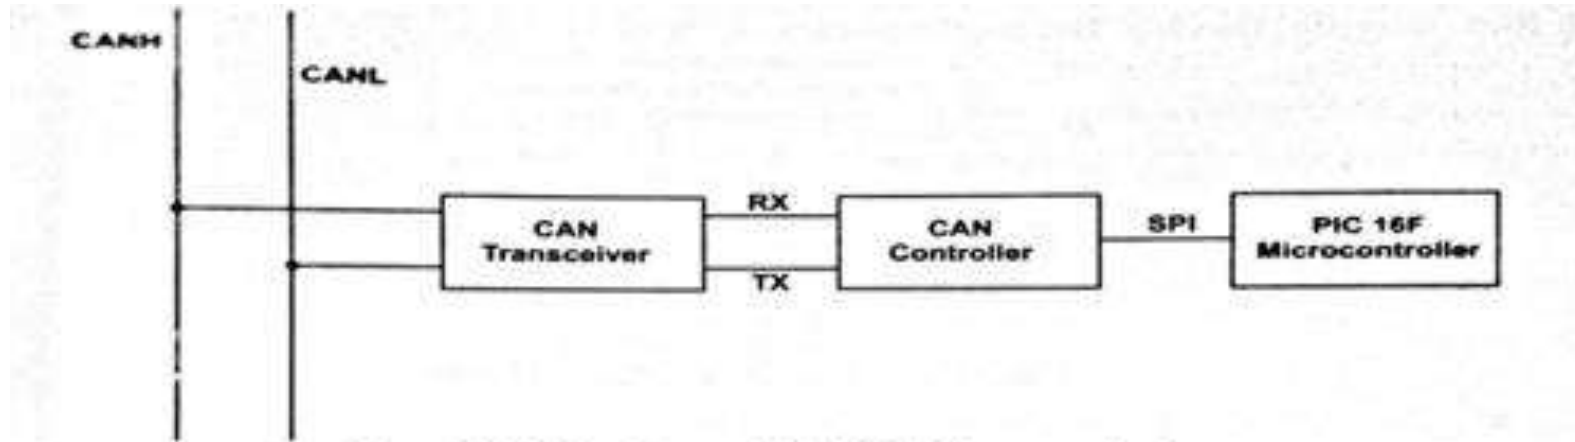 CANH
CANL
CAN
Transceiver
RX
TX
CAN
Controller
SPI
PIC 16F
Microcontroller